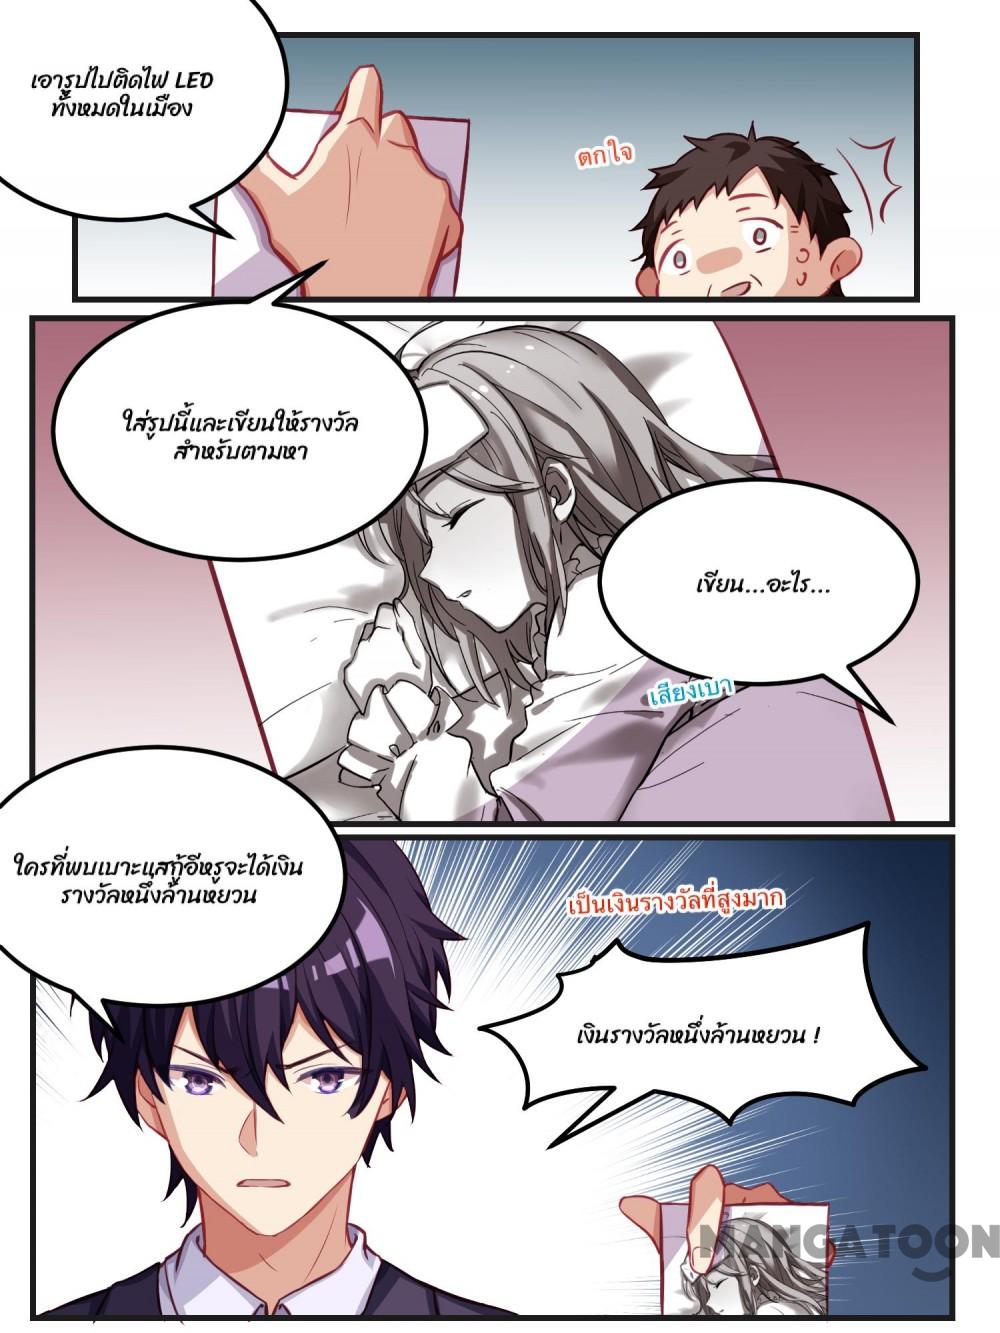 เอารูปไปติดไฟ LED
ทั้งหมดในเมือง
ตกใจ
ใส่รูปนี้และเขียนให้รางวัล
สำหรับตามหา
เขียน...อะไร...
เสียงเบา
ใครที่พบเบาะแสกู้อีหรูจะได้เงิน
รางวัลหนึ่งล้านหยวน
เป็นเงินรางวัลที่สูงมาก
เงินรางวัลหนึ่งล้านหยวน !
MANGATOON